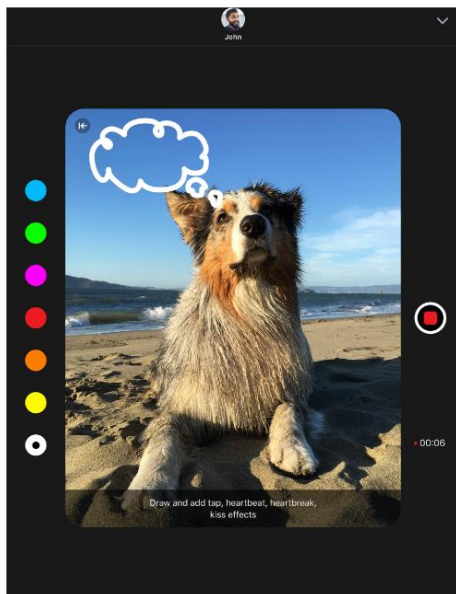 John
00:06
Draw and add tap, heartbeat, heartbreak,
kiss effects